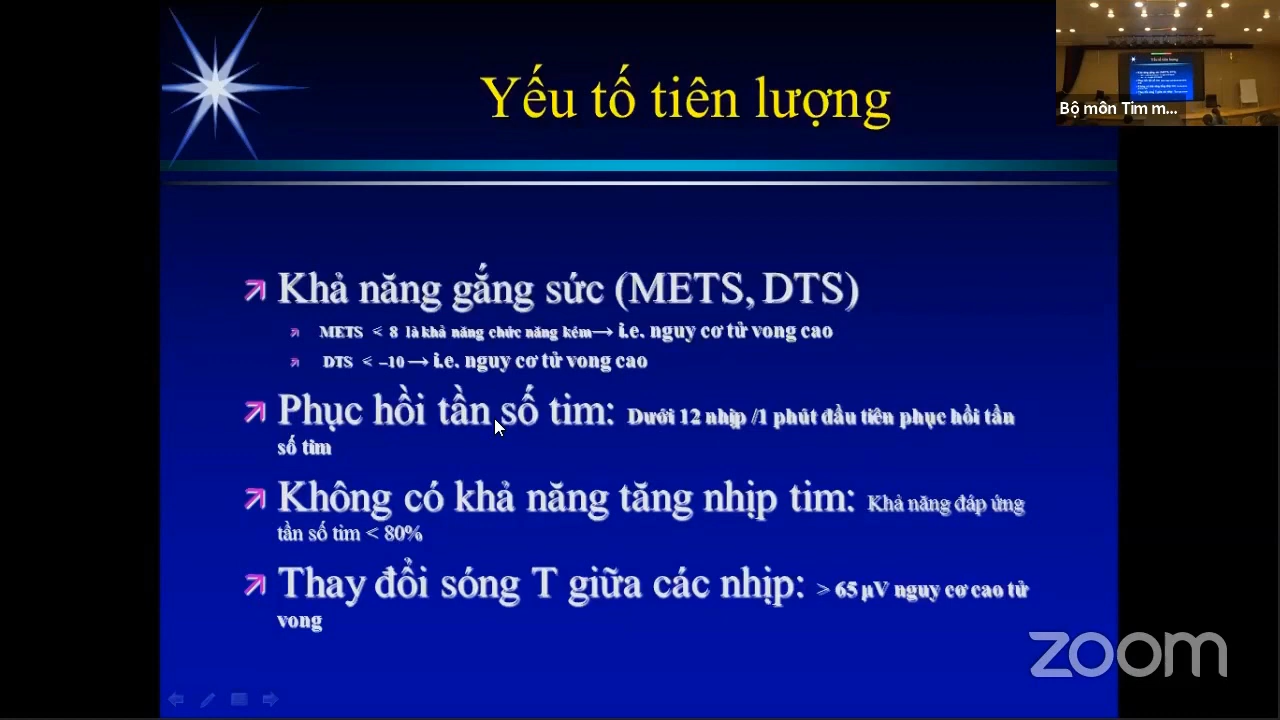 Yếu tố tiên lượng
Bộ môn Tim m...
Khả năng gắng sức (METS, DTS)
METS < 8 là khả năng chức năng kém→ i.e. nguy cơ tử vong cao
DTS < –10 → i.e. nguy cơ tử vong cao
Phục hồi tần số tim: Dưới 12 nhịp /1 phút đầu tiên phục hồi tần
số tim
Không có khả năng tăng nhịp tim: Khả năng đáp ứng
tần số tim < 80%
Thay đổi sóng T giữa các nhịp: > 65 µV nguy cơ cao tử
vong
zoom